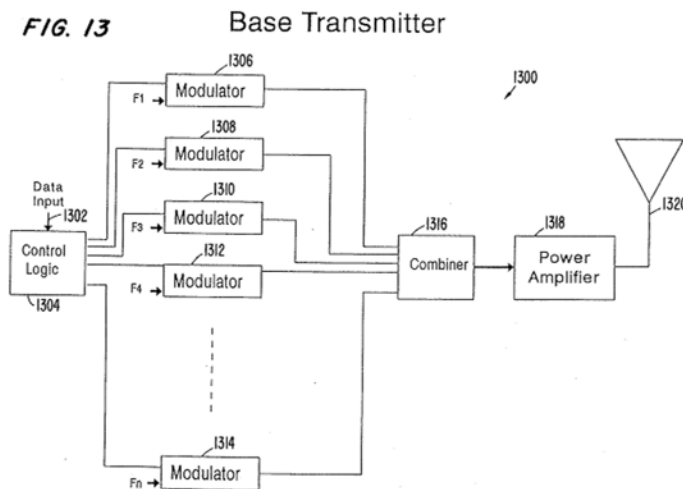 FIG. 13
Base Transmitter
1306
Modulator
F1
1300
1308
Modulator
F2
Data
Input
1302
1310
Modulator
F3
1316
1318
1320
Control
Logic
1304
1312
Modulator
F4
Combiner
Power
Amplifier
1314
Modulator
Fn